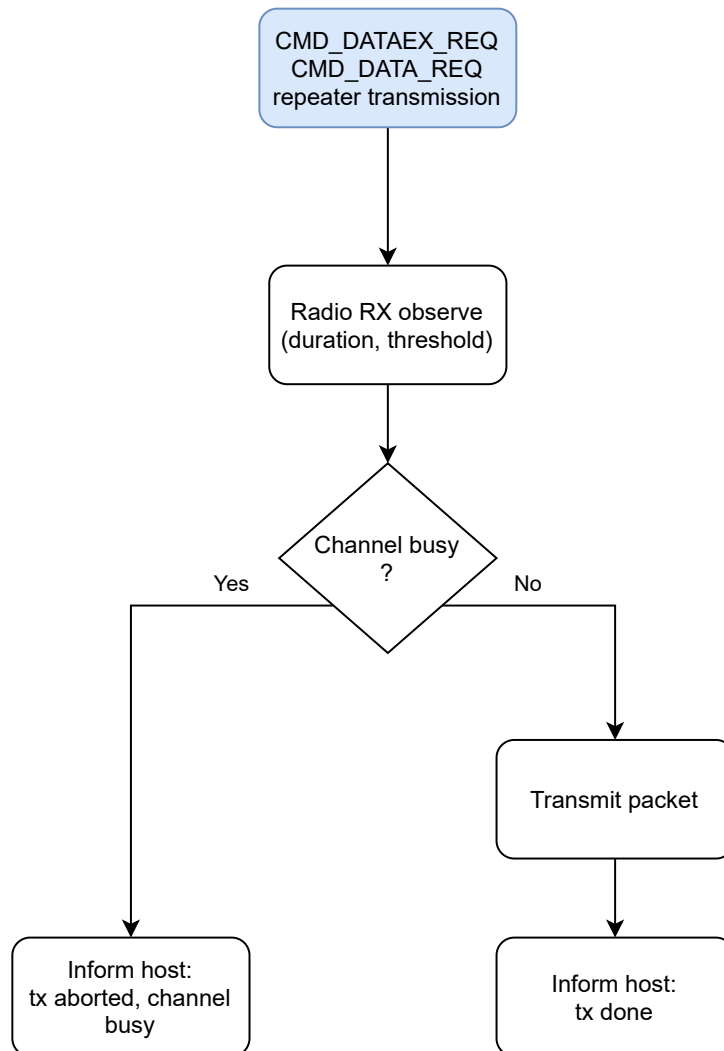 CMD_DATAEX_REQ
CMD_DATA_REQ
repeater transmission
Radio RX observe
(duration, threshold)
Channel busy
?
Yes
No
Transmit packet
Inform host:
tx aborted, channel
busy
Inform host:
tx done